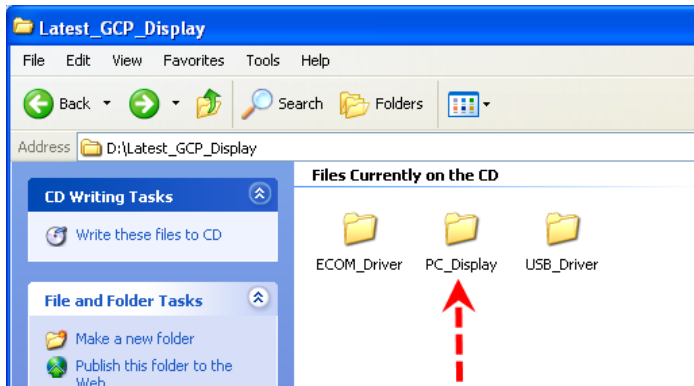 Latest_GCP_Display
File Edit View Favorites Tools Help
Back Search Folders
Address D:\Latest_GCP_Display
Files Currently on the CD
CD Writing Tasks
Write these files to CD
ECOM_Driver PC_Display USB_Driver
File and Folder Tasks
Make a new folder
Publish this folder to the
Web